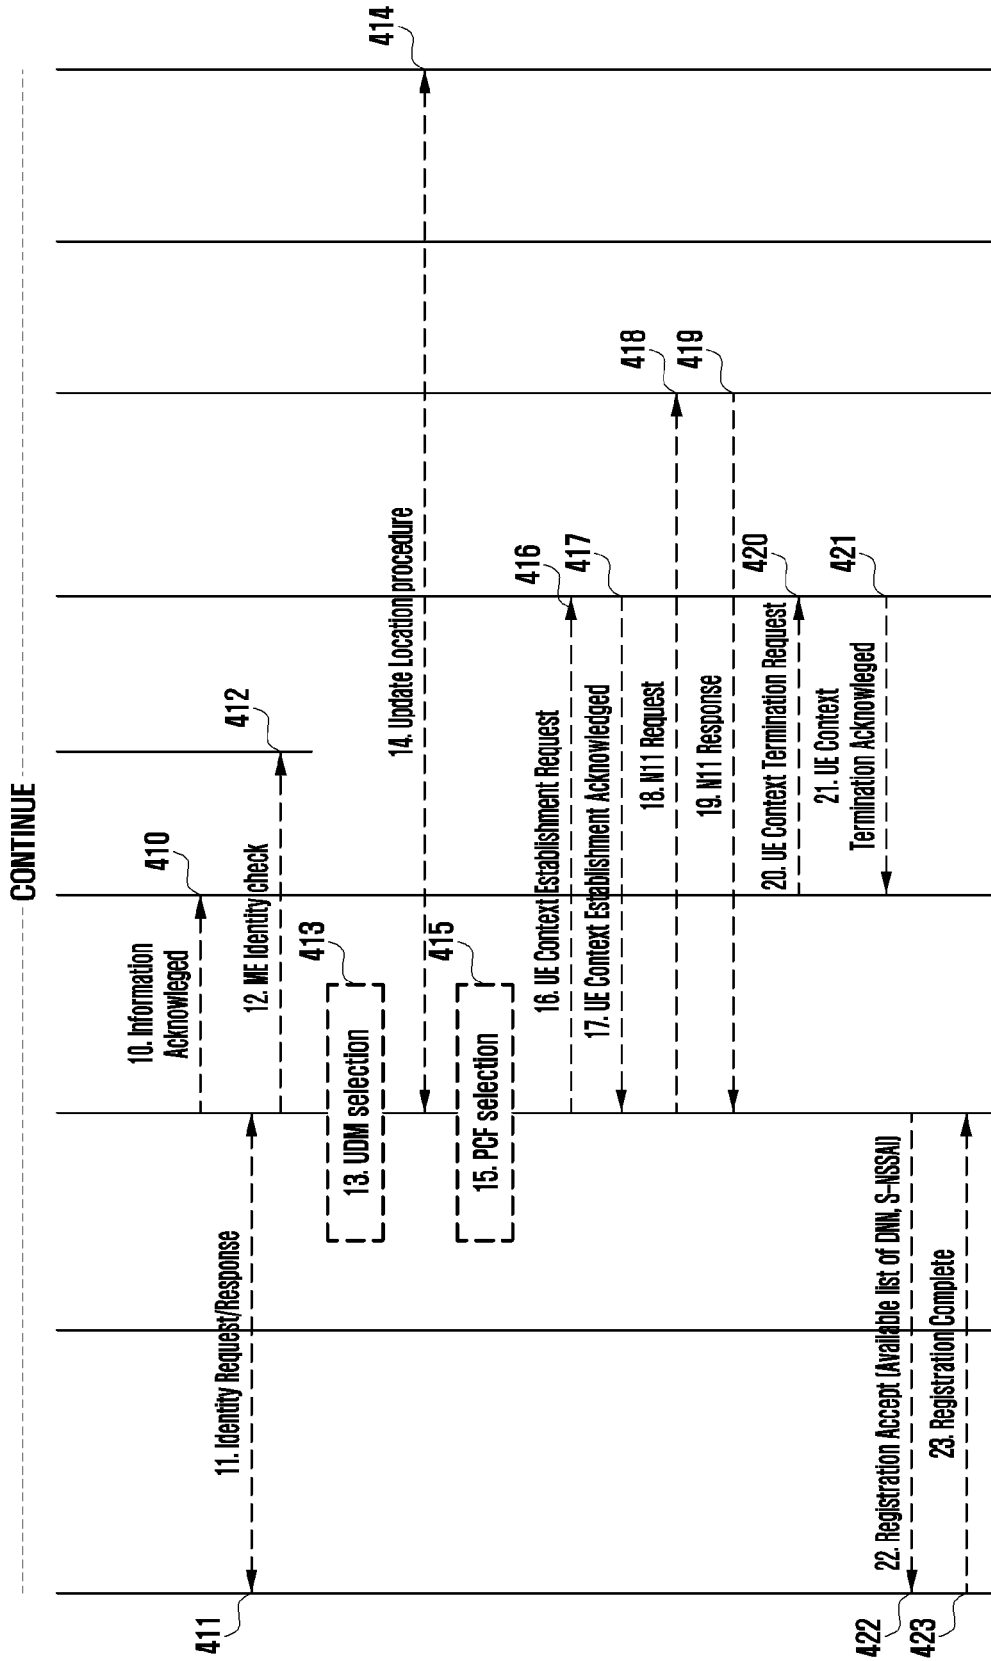 CONTINUE
10. Information
Acknowleged
410
11. Identity Request/Response
411
12. ME Identity check
412
13. UDM selection
413
14. Update Location procedure
414
15. PCF selection
415
16. UE Context Establishment Request
416
17. UE Context Establishment Acknowledged
417
18. N11 Request
418
19. N11 Response
419
20. UE Context Termination Request
420
21. UE Context
Termination Acknowleged
421
22. Registration Accept (Available list of DNN, S-NSSAI)
422
23. Registration Complete
423